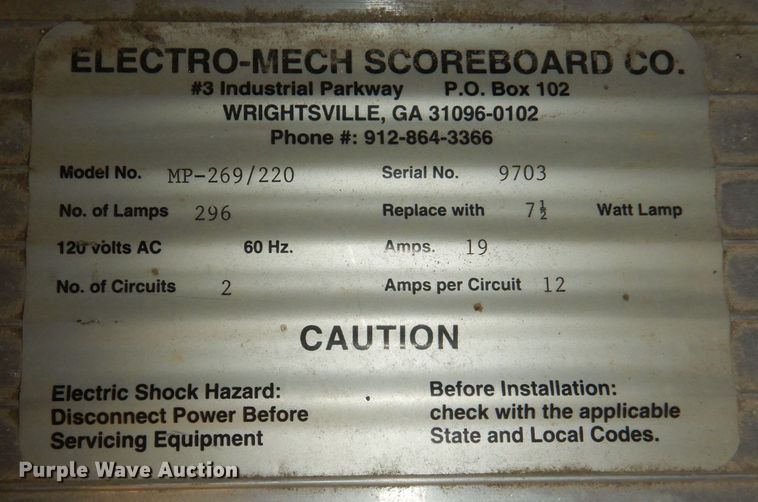 ELECTRO-MECH SCOREBOARD CO.
#3 Industrial Parkway P.O. Box 102
WRIGHTSVILLE, GA 31096-0102
Phone #: 912-864-3366
Model No. MP-269/220 Serial No. 9703
No. of Lamps 296 Replace with 7½ Watt Lamp
120 volts AC 60 Hz. Amps. 19
No. of Circuits 2 Amps per Circuit 12
CAUTION
Electric Shock Hazard:
Disconnect Power Before
Servicing Equipment
Before Installation:
check with the applicable
State and Local Codes.
Purple Wave Auction